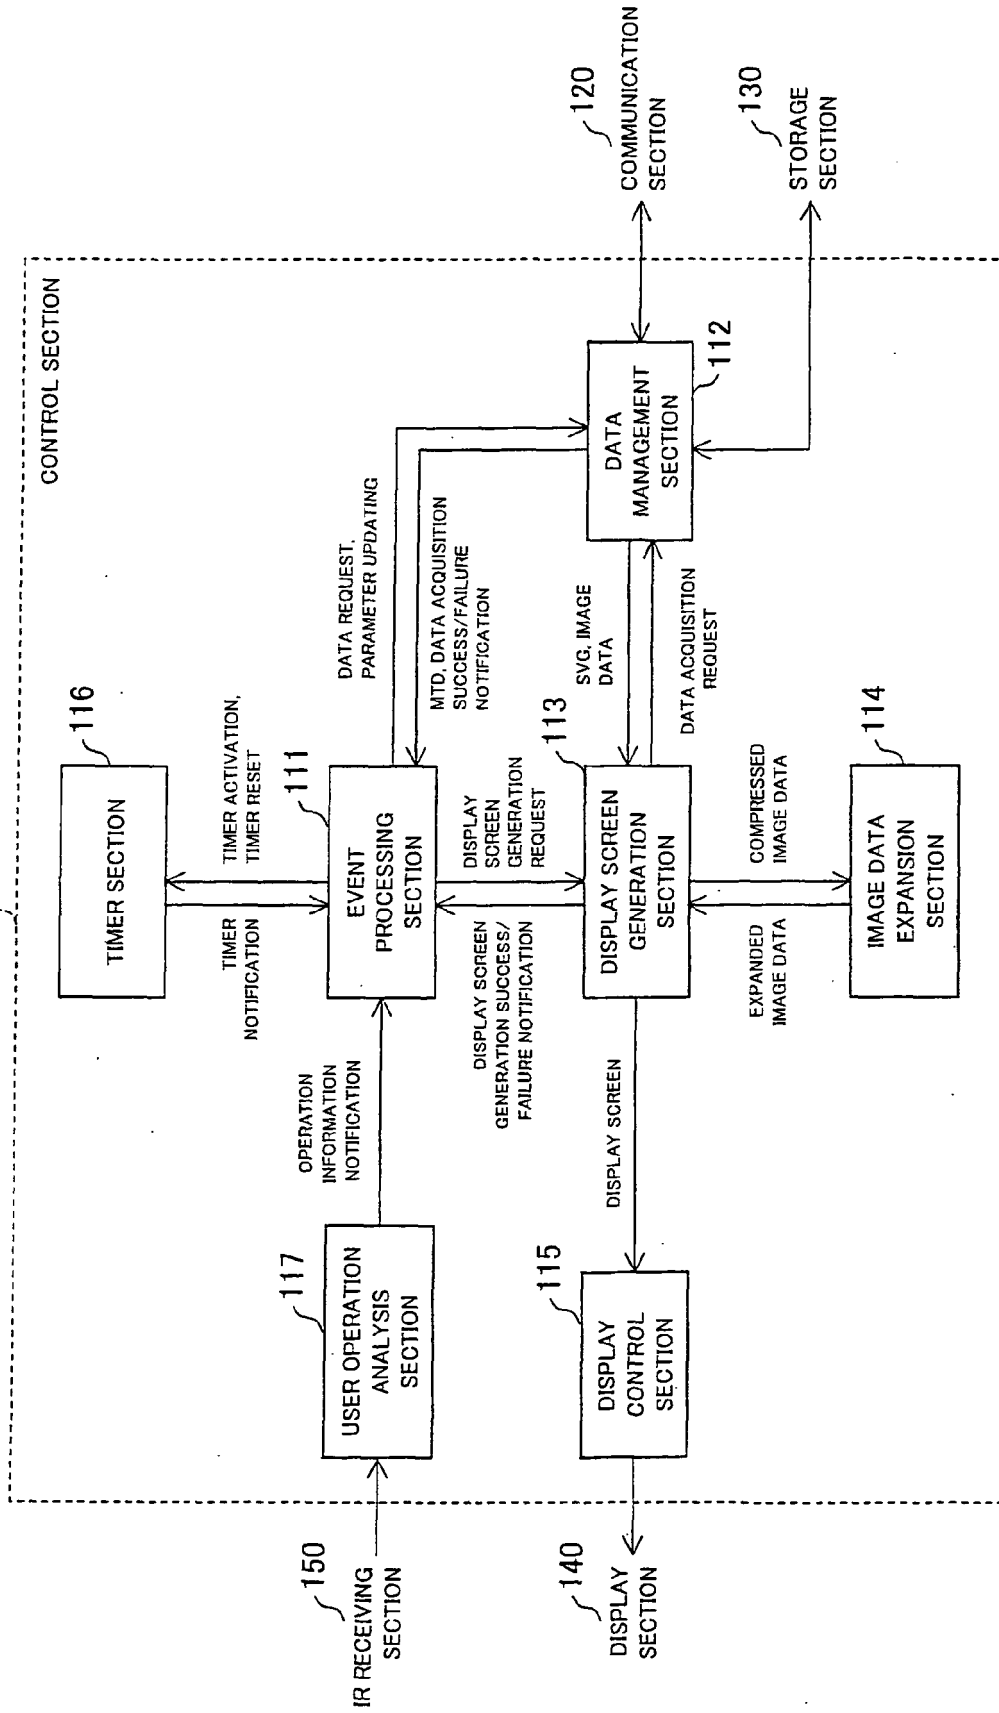 CONTROL SECTION
116
TIMER SECTION
TIMER
NOTIFICATION
TIMER ACTIVATION,
TIMER RESET
150
IR RECEIVING
SECTION
117
USER OPERATION
ANALYSIS
SECTION
OPERATION
INFORMATION
NOTIFICATION
111
EVENT
PROCESSING
SECTION
DATA REQUEST,
PARAMETER UPDATING
MTD, DATA ACQUISITION
SUCCESS/FAILURE
NOTIFICATION
DISPLAY SCREEN
GENERATION SUCCESS/
FAILURE NOTIFICATION
DISPLAY
SCREEN
GENERATION
REQUEST
112
DATA
MANAGEMENT
SECTION
120
COMMUNICATION
SECTION
130
STORAGE
SECTION
140
DISPLAY
SECTION
115
DISPLAY
CONTROL
SECTION
DISPLAY SCREEN
113
DISPLAY SCREEN
GENERATION
SECTION
SVG, IMAGE
DATA
DATA ACQUISITION
REQUEST
EXPANDED
IMAGE DATA
COMPRESSED
IMAGE DATA
114
IMAGE DATA
EXPANSION
SECTION